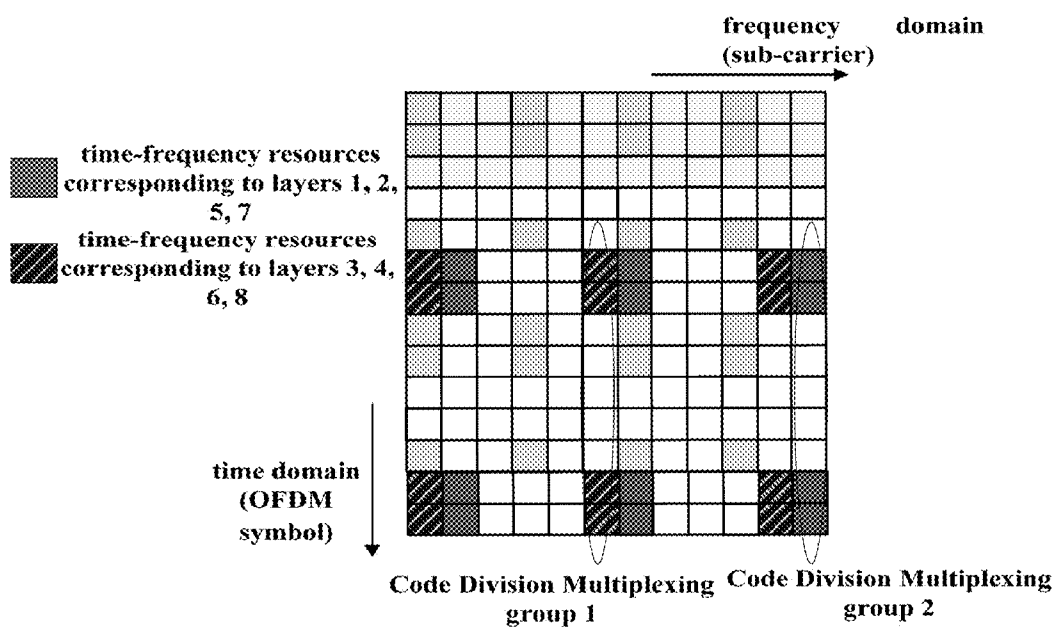 frequency domain
(sub-carrier)
time-frequency resources
corresponding to layers 1, 2,
5, 7
time-frequency resources
corresponding to layers 3, 4,
6, 8
time domain
(OFDM
symbol)
Code Division Multiplexing
group 1
Code Division Multiplexing
group 2